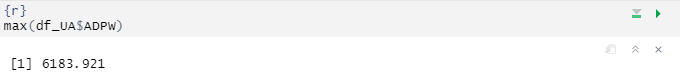 {r}
max(df_UA$ADPW)
[1] 6183.921